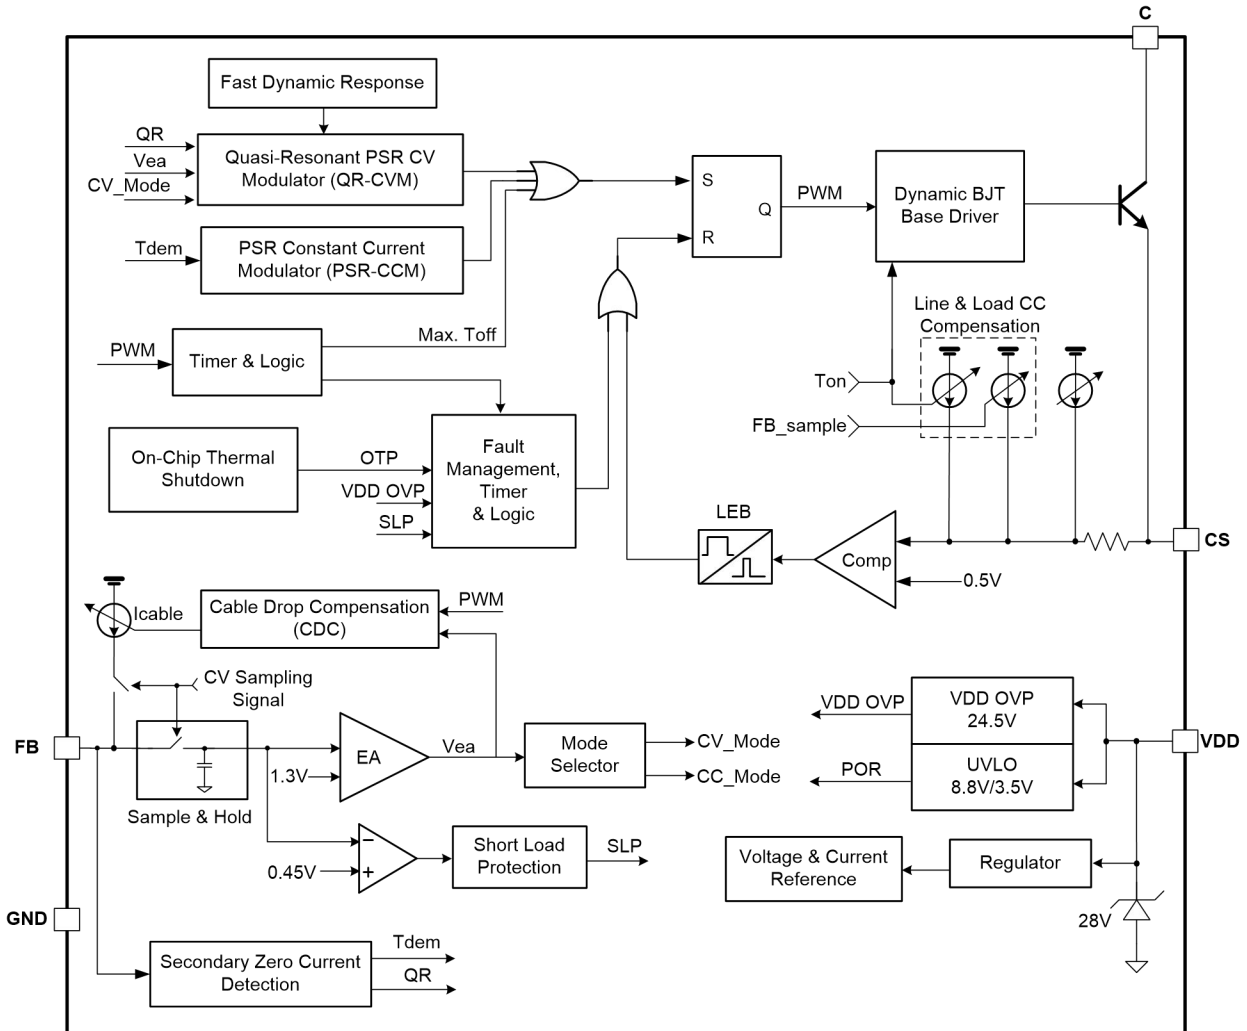 C
Fast Dynamic Response
QR
Vea
CV_Mode
Quasi-Resonant PSR CV
Modulator (QR-CVM)
S
R
Q
PWM
Dynamic BJT
Base Driver
Tdem
PSR Constant Current
Modulator (PSR-CCM)
Line & Load CC
Compensation
PWM
Timer & Logic
Max. Toff
Ton
FB_sample
On-Chip Thermal
Shutdown
OTP
VDD OVP
SLP
Fault
Management,
Timer
& Logic
LEB
Comp
0.5V
CS
Icable
Cable Drop Compensation
(CDC)
PWM
CV Sampling
Signal
FB
Sample & Hold
1.3V
EA
Vea
Mode
Selector
CV_Mode
CC_Mode
VDD OVP
POR
VDD OVP
24.5V
UVLO
8.8V/3.5V
VDD
0.45V
−
+
Short Load
Protection
SLP
Voltage & Current
Reference
Regulator
28V
GND
Secondary Zero Current
Detection
Tdem
QR